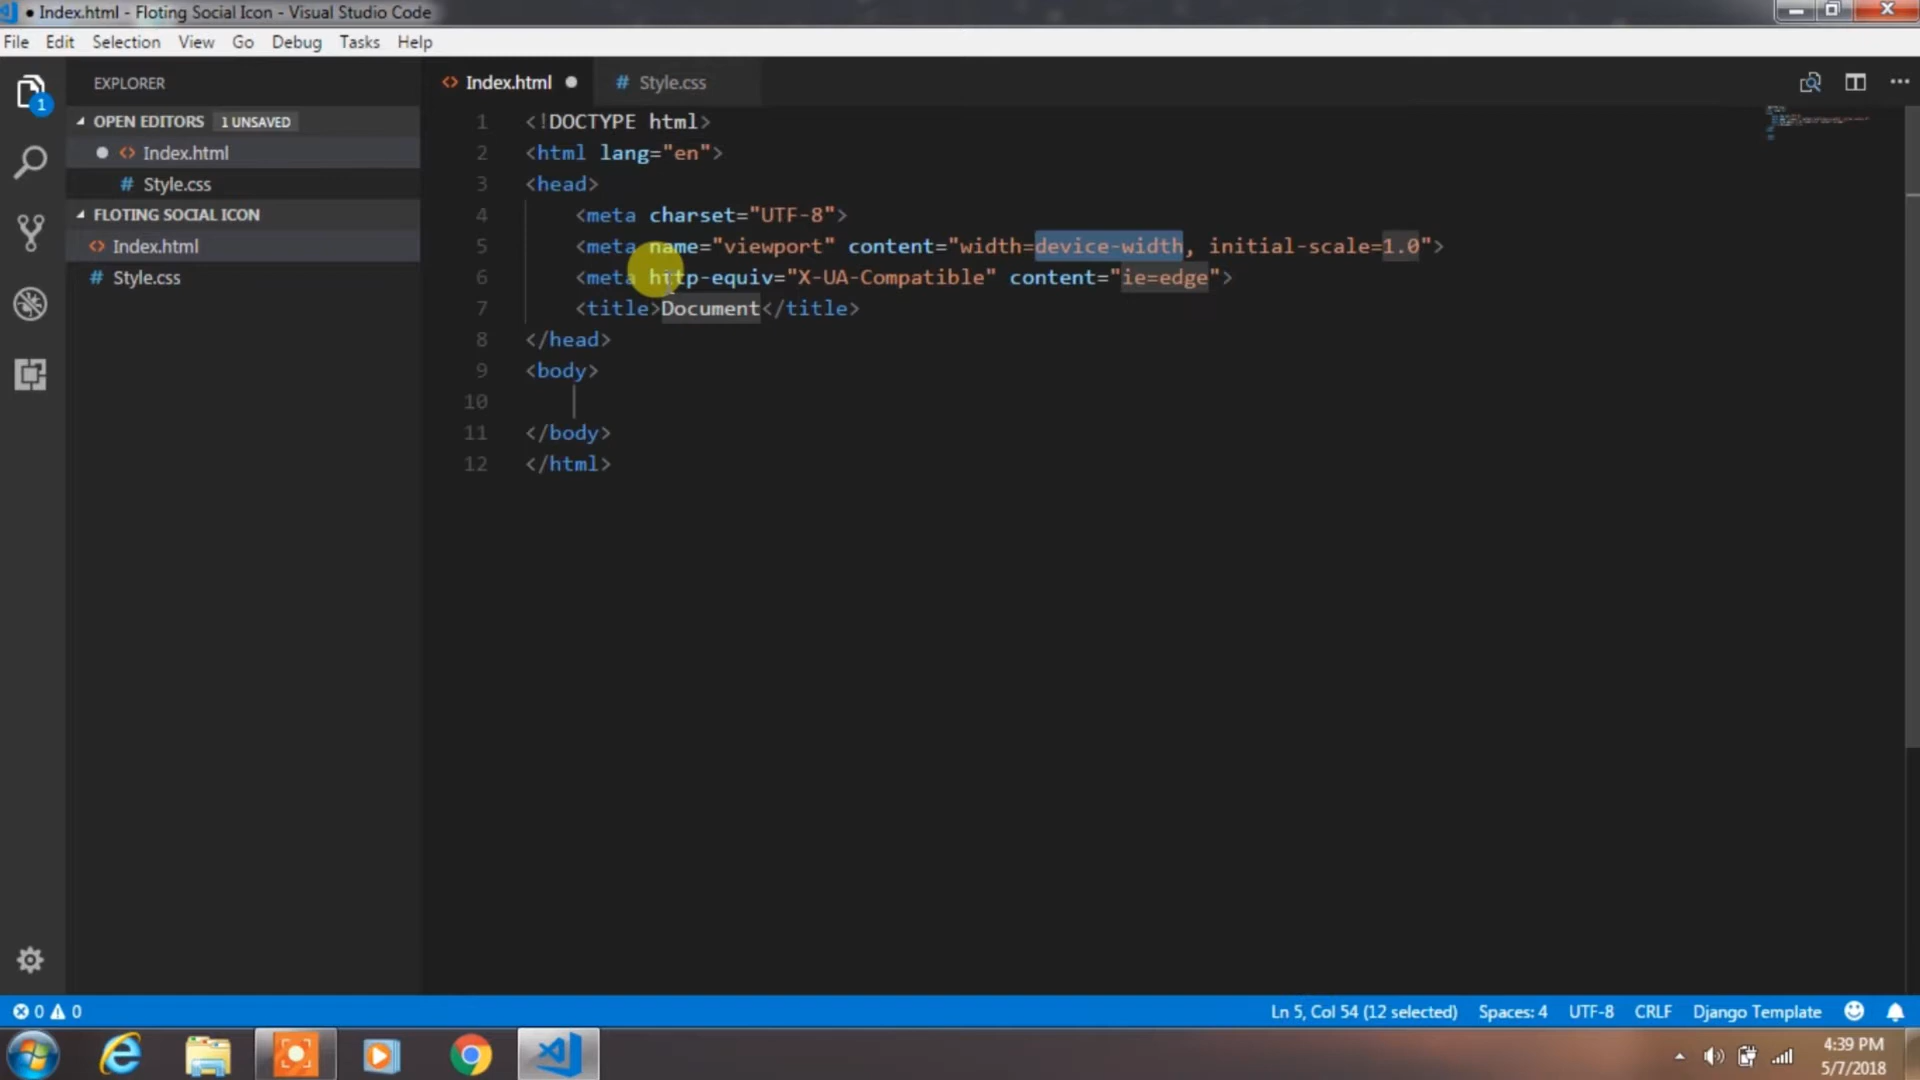 Index.html - Floting Social Icon - Visual Studio Code
File Edit Selection View Go Debug Tasks Help
EXPLORER
1
OPEN EDITORS 1 UNSAVED
Index.html
# Style.css
FLOTING SOCIAL ICON
Index.html
# Style.css
Index.html # Style.css
1 <!DOCTYPE html>
2 <html lang="en">
3 <head>
4 <meta charset="UTF-8">
5 <meta name="viewport" content="width=device-width, initial-scale=1.0">
6 <meta http-equiv="X-UA-Compatible" content="ie=edge">
7 <title>Document</title>
8 </head>
9 <body>
10
11 </body>
12 </html>
0 0 Ln 5, Col 54 (12 selected) Spaces: 4 UTF-8 CRLF Django Template
4:39 PM
5/7/2018